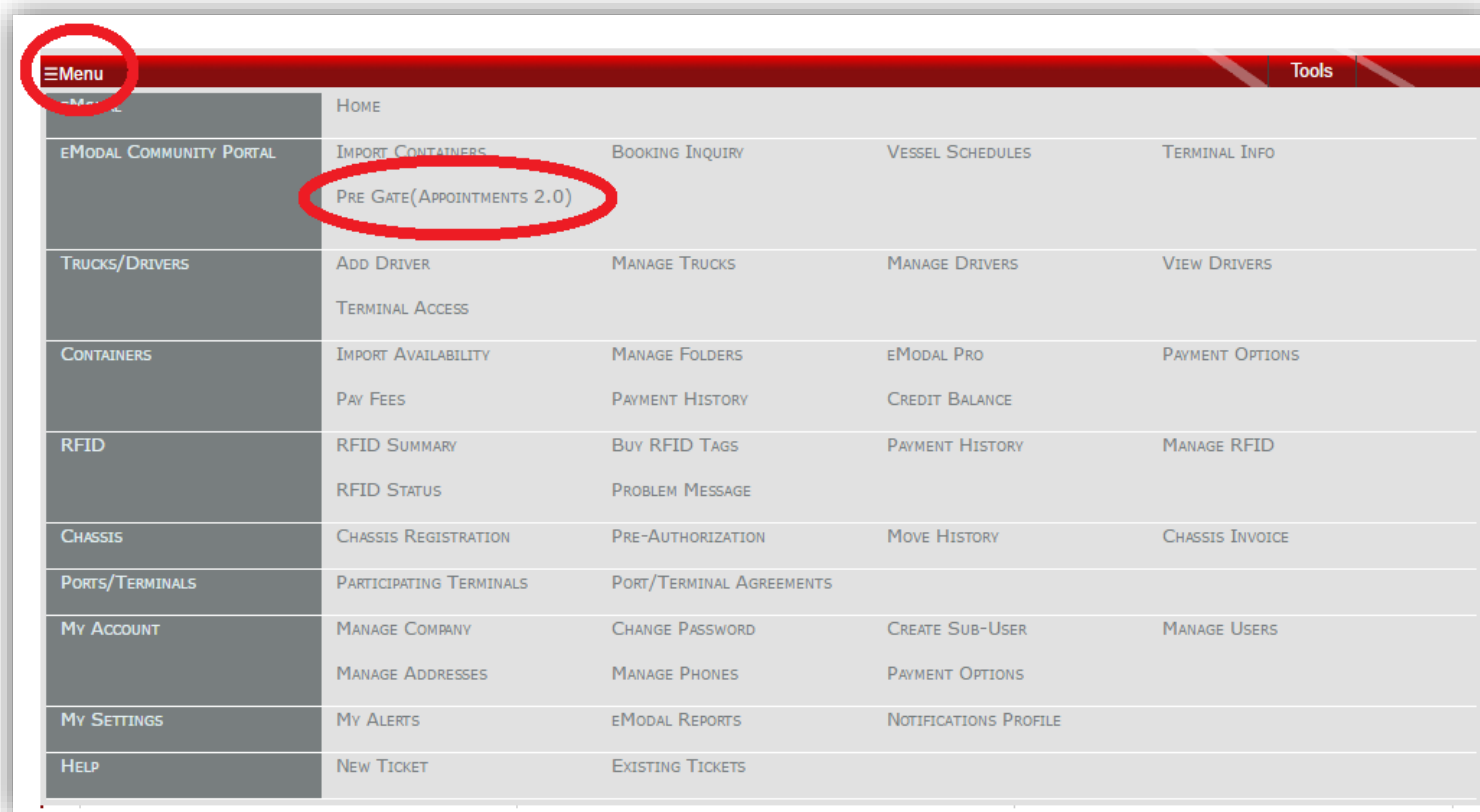 ☰Menu Tools
EMODAL HOME
EMODAL COMMUNITY PORTAL IMPORT CONTAINERS BOOKING INQUIRY VESSEL SCHEDULES TERMINAL INFO
PRE GATE(APPOINTMENTS 2.0)
TRUCKS/DRIVERS ADD DRIVER MANAGE TRUCKS MANAGE DRIVERS VIEW DRIVERS
TERMINAL ACCESS
CONTAINERS IMPORT AVAILABILITY MANAGE FOLDERS EMODAL PRO PAYMENT OPTIONS
PAY FEES PAYMENT HISTORY CREDIT BALANCE
RFID RFID SUMMARY BUY RFID TAGS PAYMENT HISTORY MANAGE RFID
RFID STATUS PROBLEM MESSAGE
CHASSIS CHASSIS REGISTRATION PRE-AUTHORIZATION MOVE HISTORY CHASSIS INVOICE
PORTS/TERMINALS PARTICIPATING TERMINALS PORT/TERMINAL AGREEMENTS
MY ACCOUNT MANAGE COMPANY CHANGE PASSWORD CREATE SUB-USER MANAGE USERS
MANAGE ADDRESSES MANAGE PHONES PAYMENT OPTIONS
MY SETTINGS MY ALERTS EMODAL REPORTS NOTIFICATIONS PROFILE
HELP NEW TICKET EXISTING TICKETS